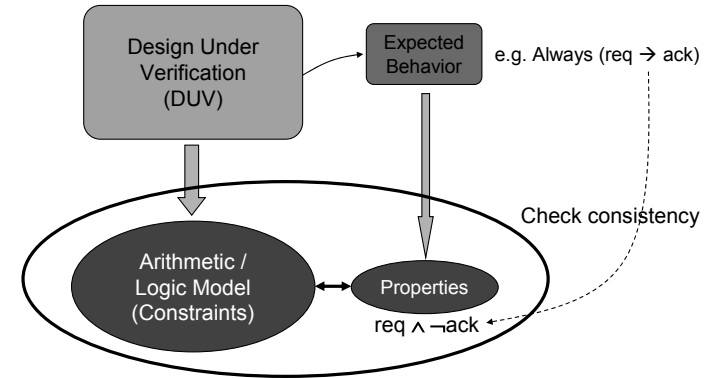 Design Under
Verification
(DUV)
Expected
Behavior
e.g. Always (req → ack)
Check consistency
Arithmetic /
Logic Model
(Constraints)
Properties
req ∧ ¬ack